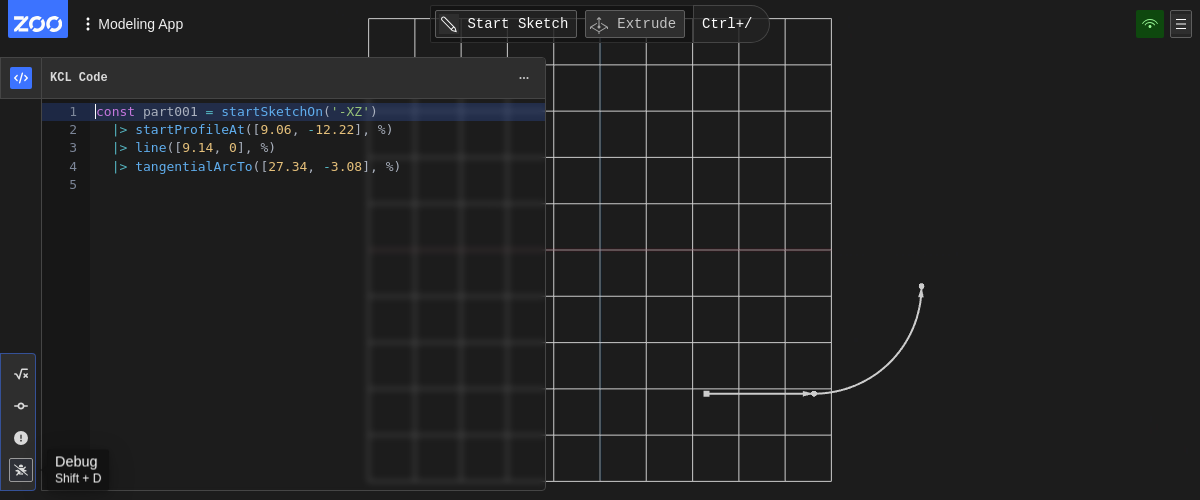 ZOO
Modeling App
Start Sketch
Extrude
Ctrl+/
KCL Code
1 const part001 = startSketchOn('-XZ')
2   |> startProfileAt([9.06, -12.22], %)
3   |> line([9.14, 0], %)
4   |> tangentialArcTo([27.34, -3.08], %)
5
Debug
Shift + D